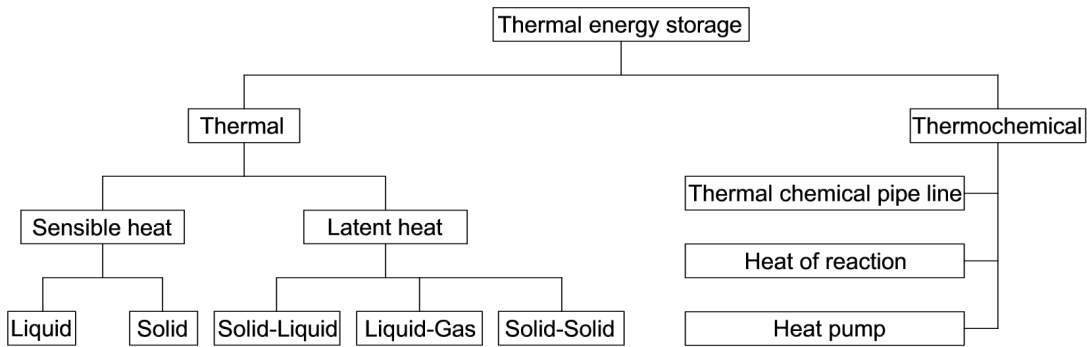 Thermal energy storage
Thermal
Thermochemical
Thermal chemical pipe line
Sensible heat
Latent heat
Heat of reaction
Liquid
Solid
Solid-Liquid
Liquid-Gas
Solid-Solid
Heat pump